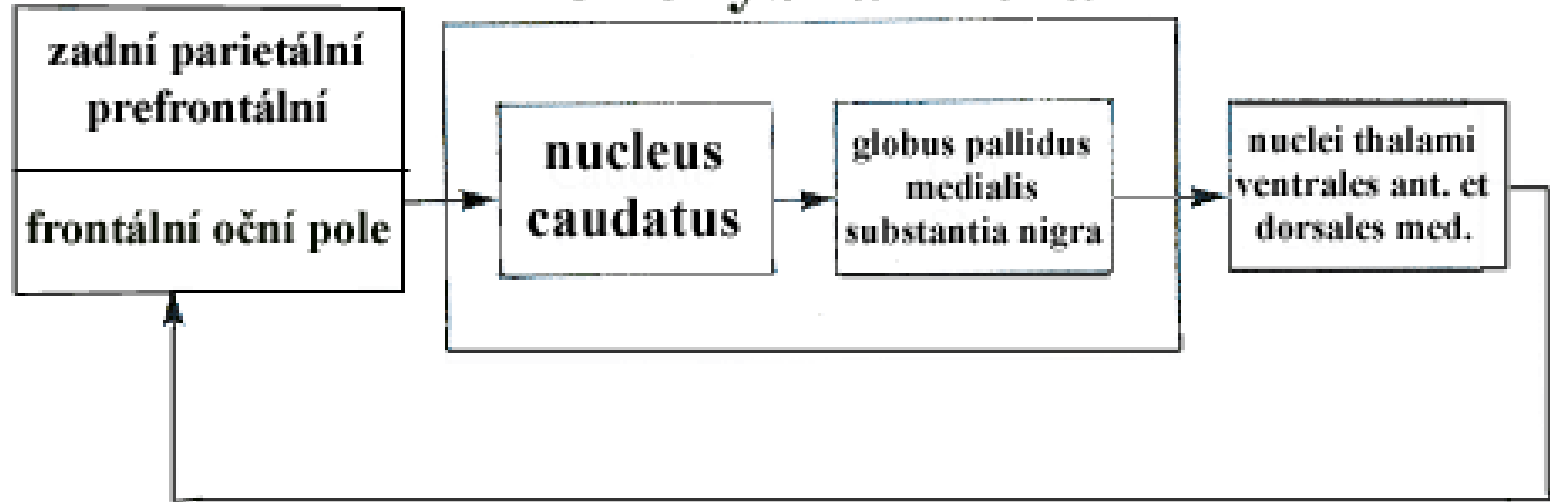 zadní parietální
prefrontální
frontální oční pole
nucleus
caudatus
globus pallidus
medialis
substantia nigra
nuclei thalami
ventrales ant. et
dorsales med.